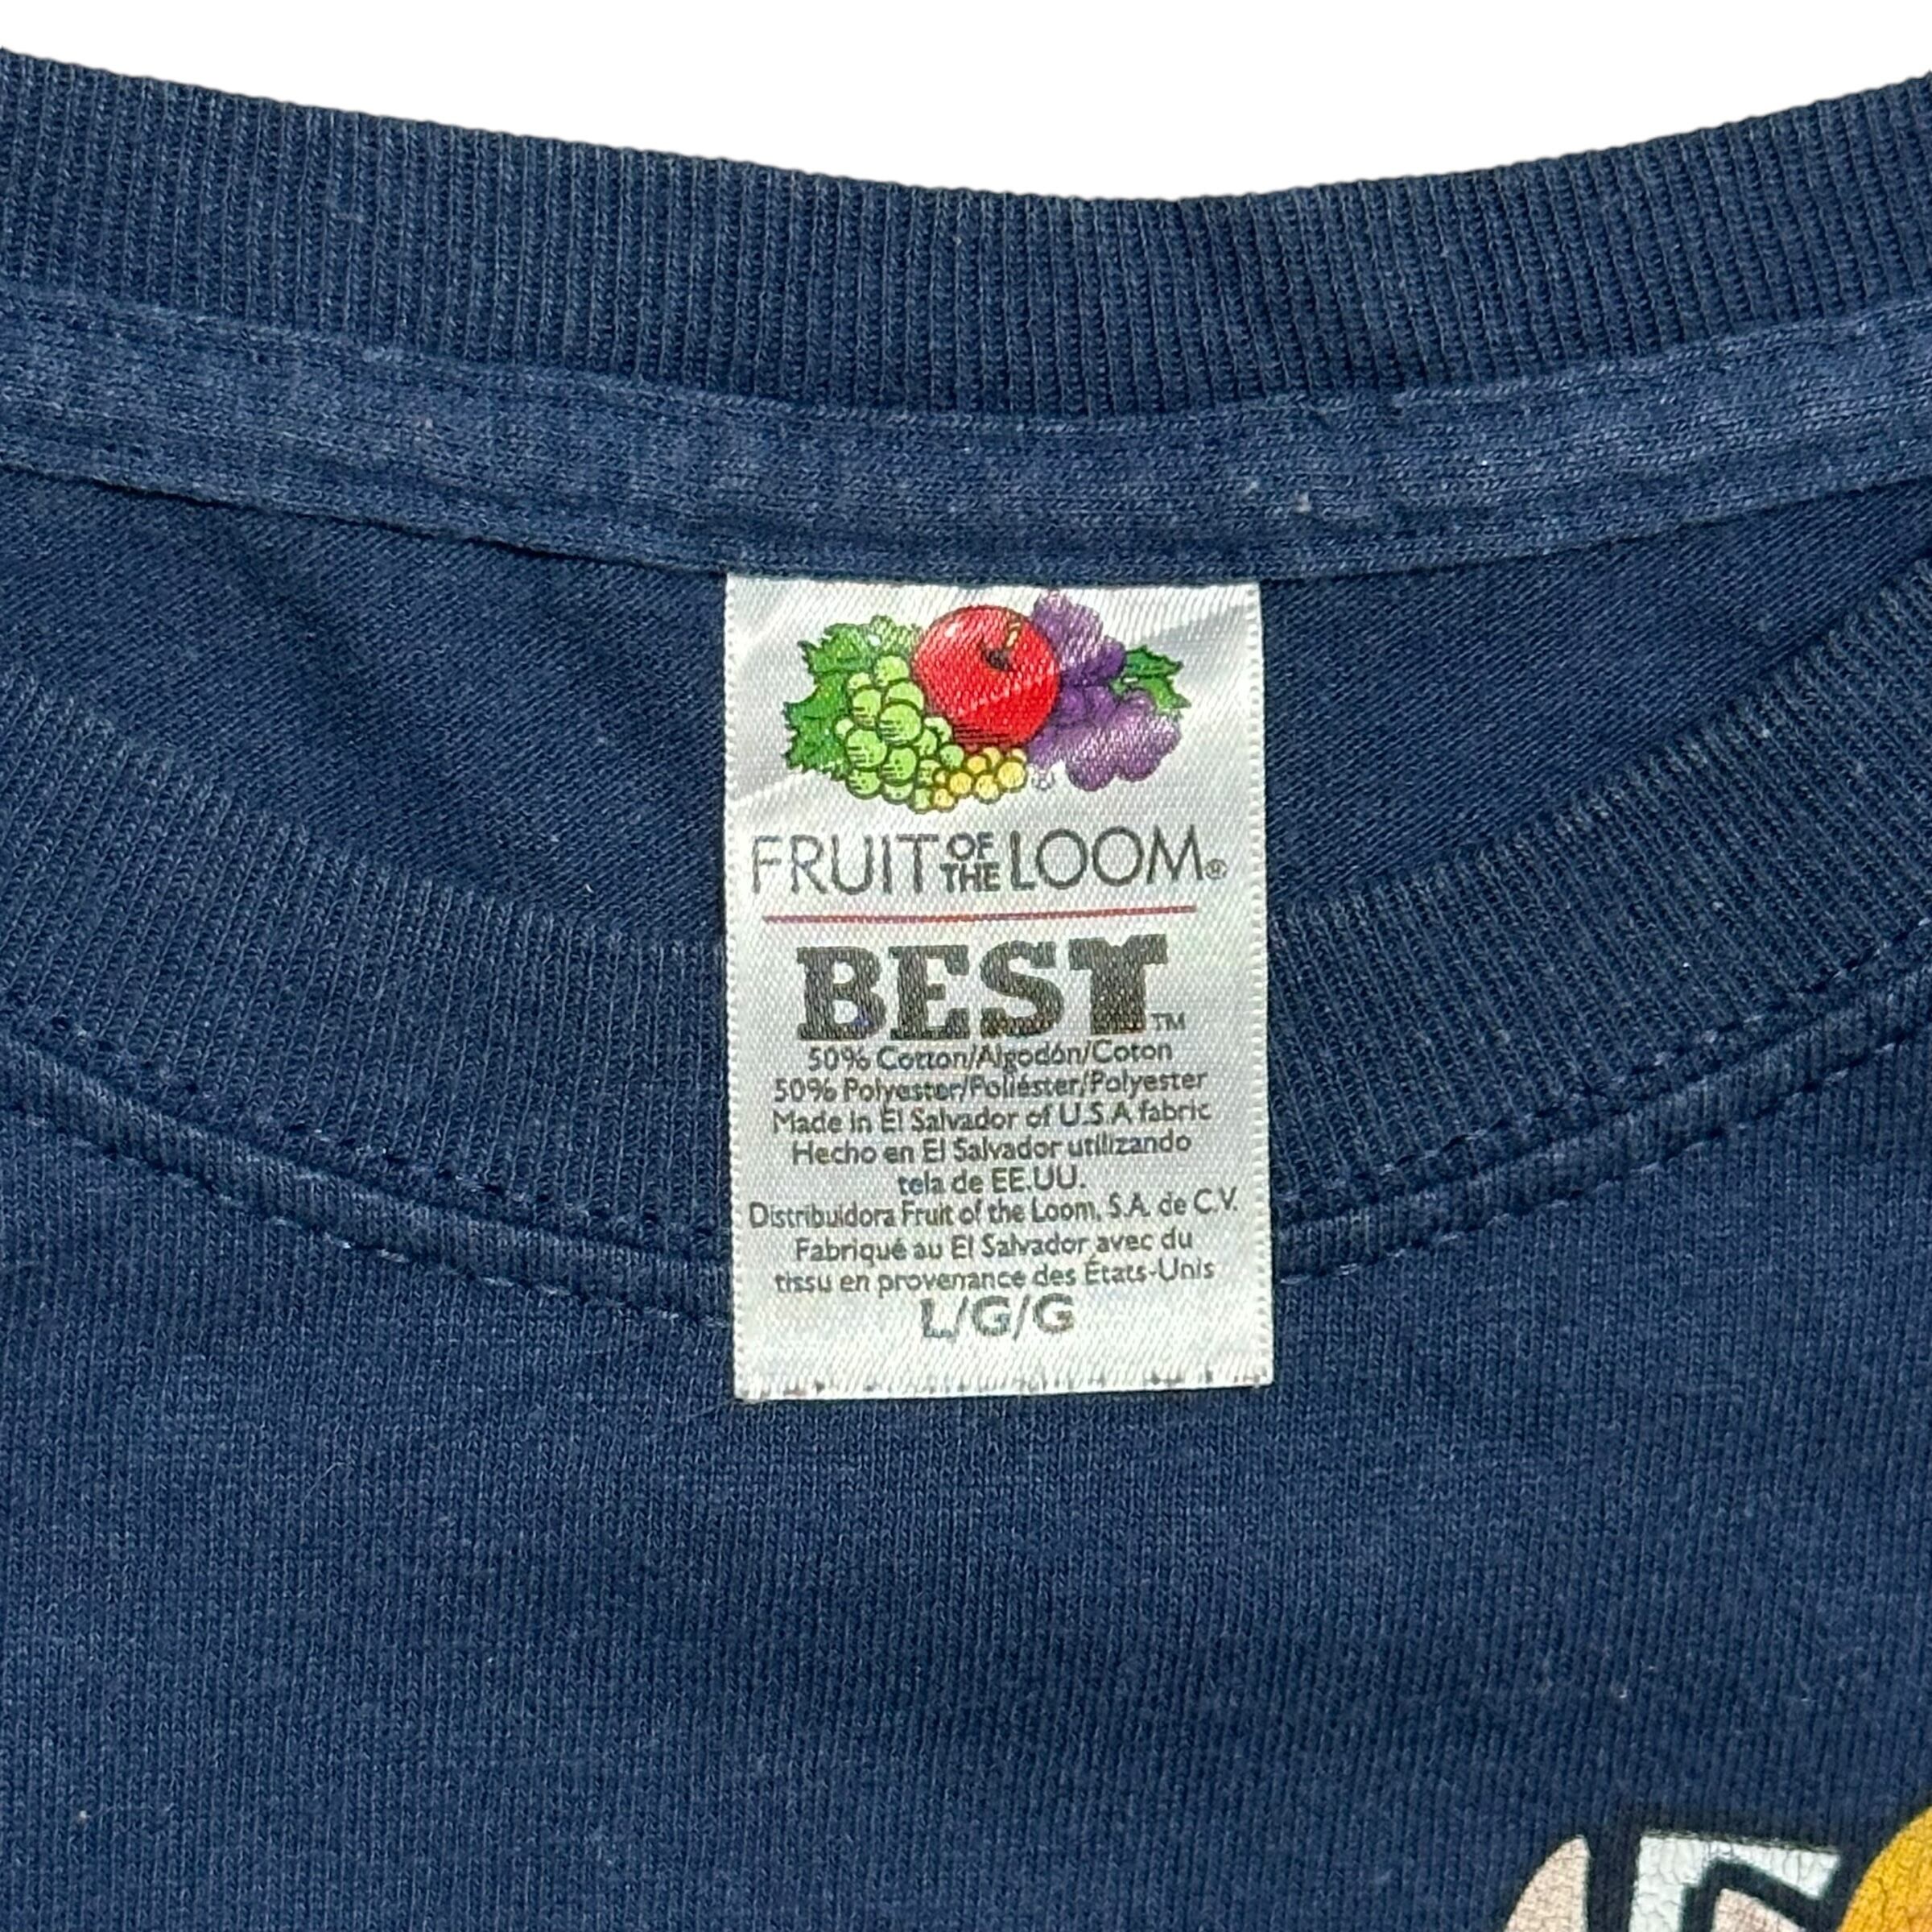 FRUIT OF THE LOOM®
BEST™
50% Cotton/Algodón/Coton
50% Polyester/Poliéster/Polyester
Made in El Salvador of U.S.A fabric
Hecho en El Salvador utilizando
tela de EE.UU.
Distribuidora Fruit of the Loom, S.A. de C.V.
Fabriqué au El Salvador avec du
tissu en provenance des États-Unis
L/G/G